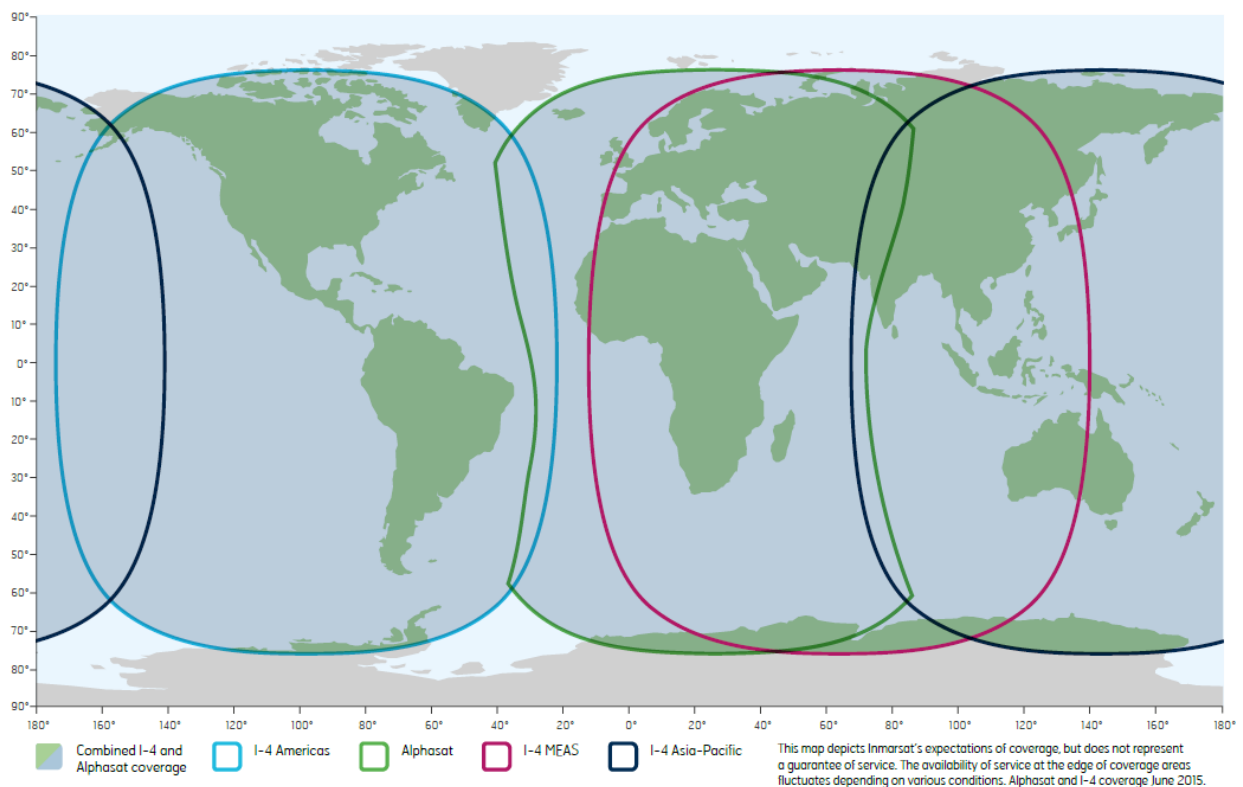 90°
80°
70°
60°
50°
40°
30°
20°
10°
0°
10°
20°
30°
40°
50°
60°
70°
80°
90°
180° 160° 140° 120° 100° 80° 60° 40° 20° 0° 20° 40° 60° 80° 100° 120° 140° 160° 180°
Combined I-4 and
Alphasat coverage
I-4 Americas
Alphasat
I-4 MEAS
I-4 Asia-Pacific
This map depicts Inmarsat's expectations of coverage, but does not represent
a guarantee of service. The availability of service at the edge of coverage areas
fluctuates depending on various conditions. Alphasat and I-4 coverage June 2015.